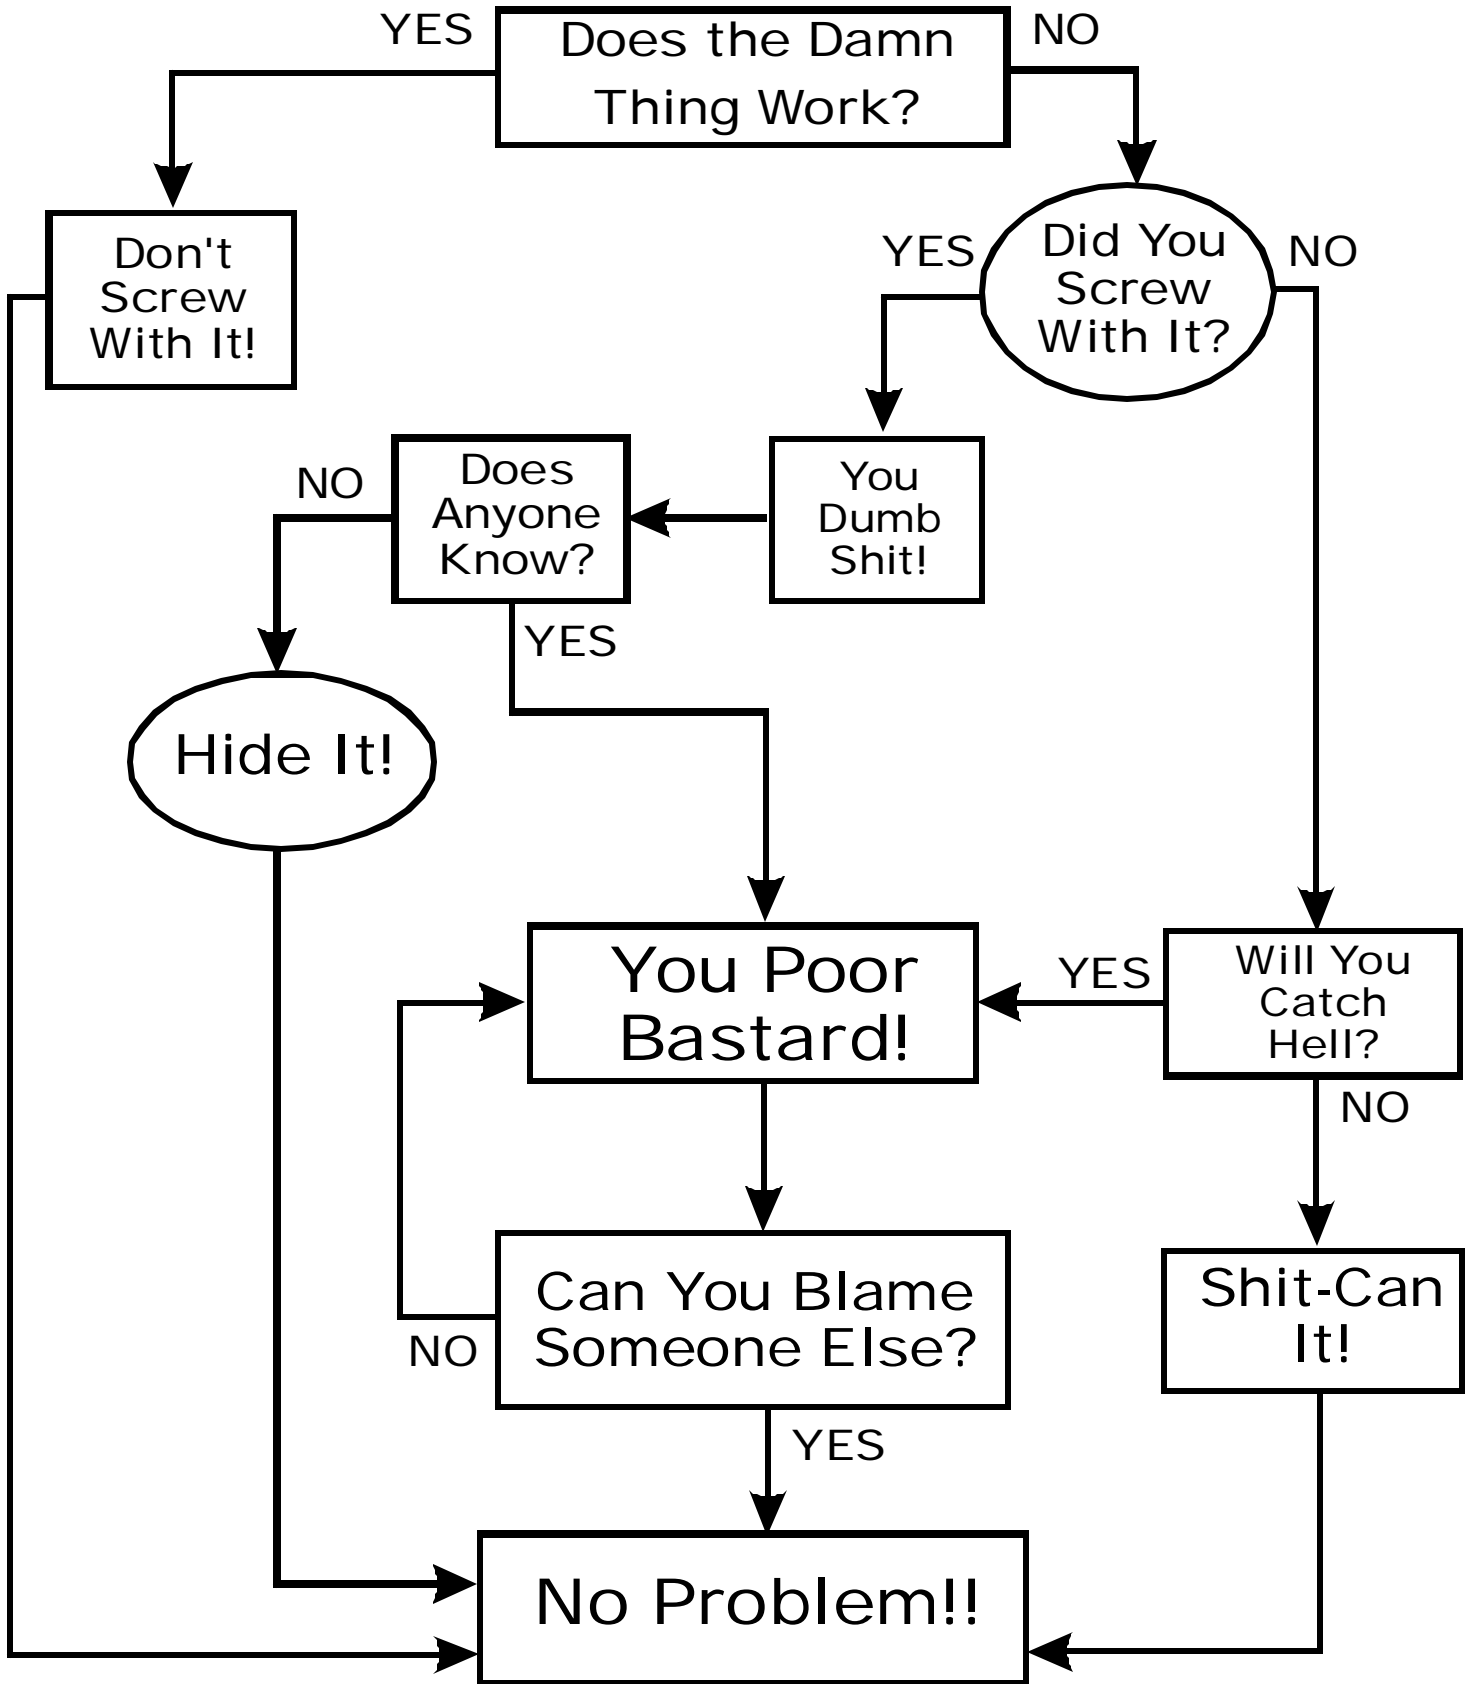 YES
Does the Damn
Thing Work?
NO
Don't
Screw
With It!
YES
Did You
Screw
With It?
NO
NO
Does
Anyone
Know?
YES
You
Dumb
Shit!
Hide It!
You Poor
Bastard!
YES
Will You
Catch
Hell?
NO
Can You Blame
Someone Else?
NO
YES
Shit-Can
It!
No Problem!!